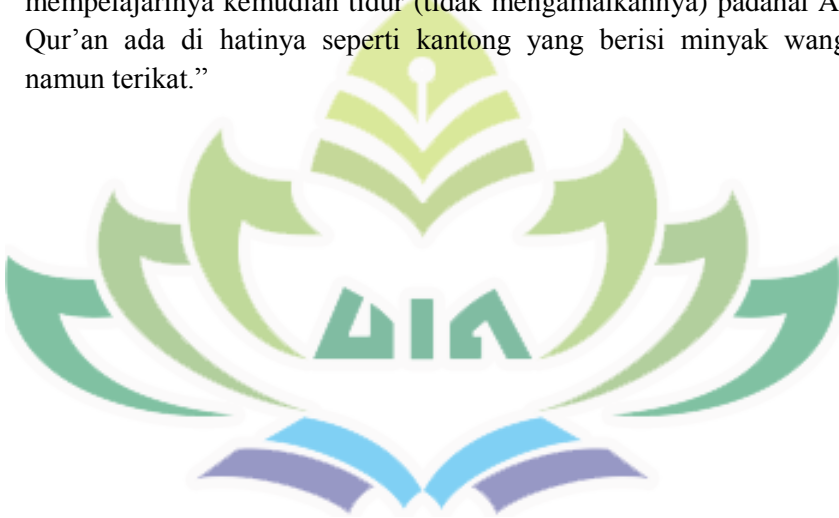 mempelajarinya kemudian tidur (tidak mengamalkannya) padahal A
Qur’an ada di hatinya seperti kantong yang berisi minyak wang
namun terikat.”
UIN